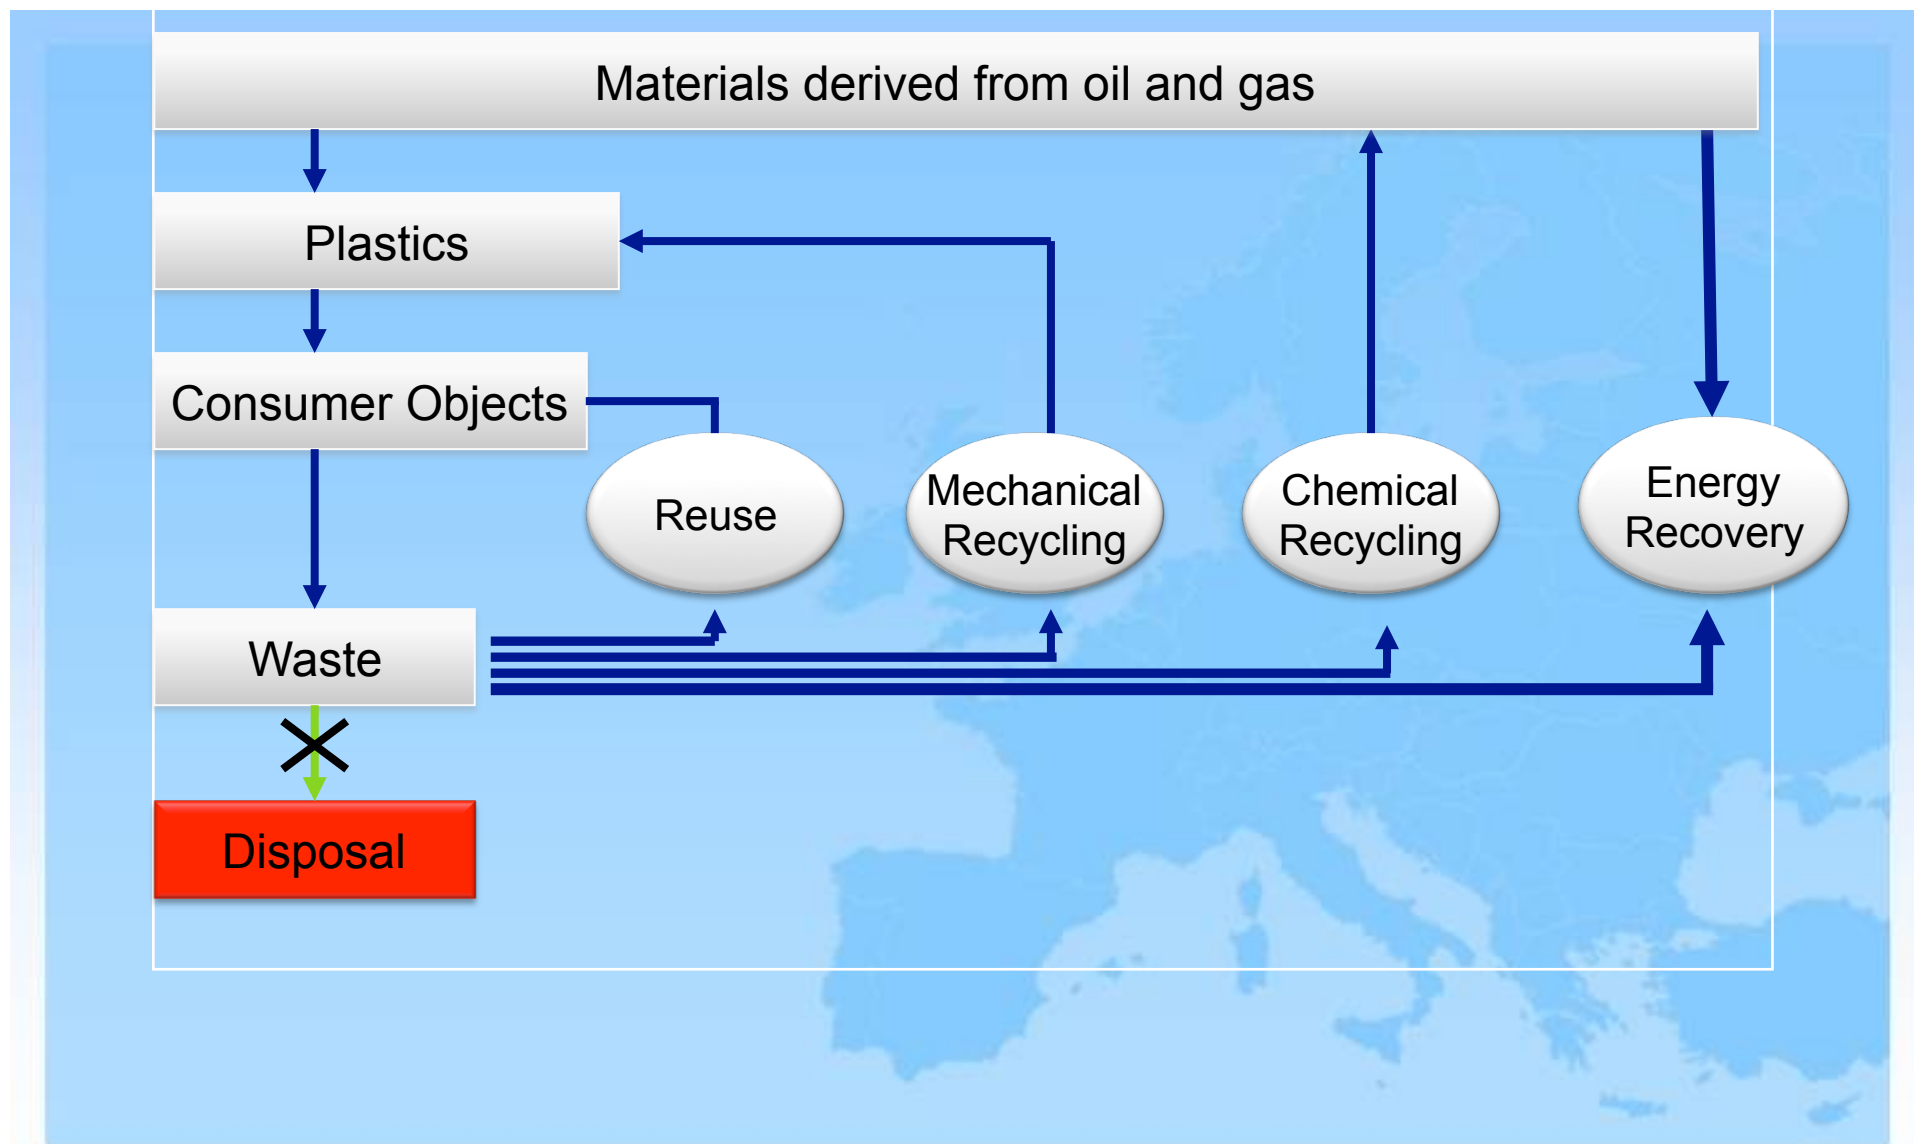 Materials derived from oil and gas
Plastics
Consumer Objects
Reuse
Mechanical
Recycling
Chemical
Recycling
Energy
Recovery
Waste
Disposal